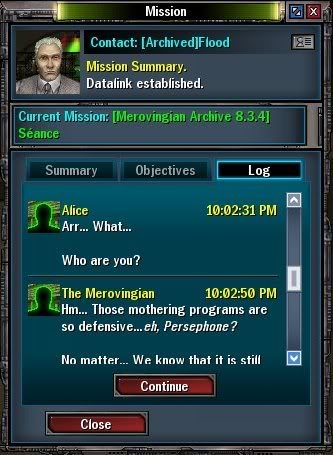 Mission
Contact: [Archived]Flood
Mission Summary.
Datalink established.
Current Mission: [Merovingian Archive 8.3.4]
Séance
Summary Objectives Log
Alice 10:02:31 PM
Arr... What...
Who are you?
The Merovingian 10:02:50 PM
Hm... Those mothering programs are
so defensive...eh, Persephone?
No matter... We know that it is still
Continue
Close